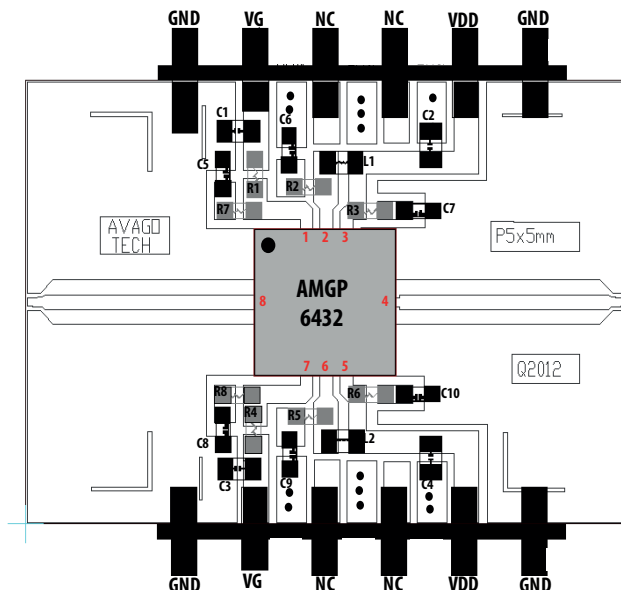 GND VG NC NC VDD GND
C1 C6 C2
C5 L1
R1 R2
R7 R3 C7
AVAGO
TECH
P5x5mm
1 2 3
AMGP
6432
8 4
7 6 5
Q2012
R8 R6 C10
R4 R5
C8 L2
C3 C9 C4
GND VG NC NC VDD GND